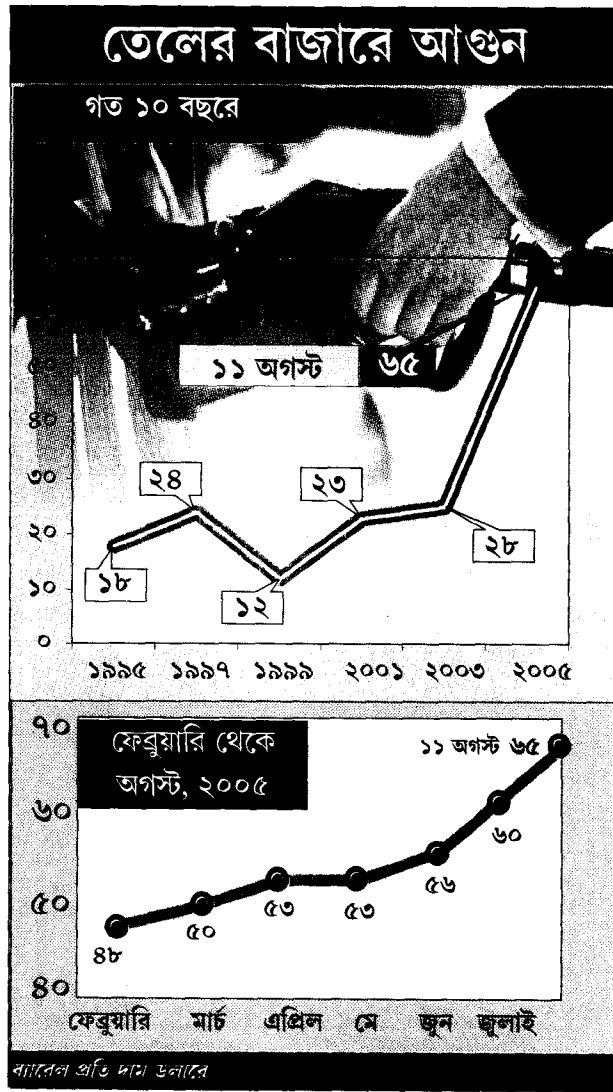 তেলের বাজারে আগুন
গত ১০ বছরে
১১ অগস্ট ৬৫
৫০
৪০
৩০
২০
১০
০
২৪
২৩
১৮
১২
২৮
১৯৯৫ ১৯৯৭ ১৯৯৯ ২০০১ ২০০৩ ২০০৫
৭০
৬০
৫০
৪০
ফেব্রুয়ারি থেকে
অগস্ট, ২০০৫
১১ অগস্ট ৬৫
৬০
৫৬
৫৩
৫৩
৫০
৪৮
ফেব্রুয়ারি মার্চ এপ্রিল মে জুন জুলাই
ব্যারেল প্রতি দাম ডলারে